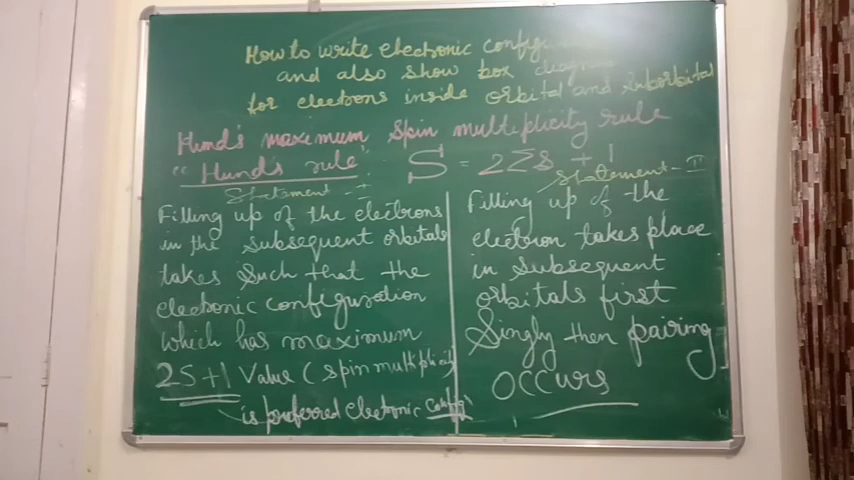 How to write electronic
and also show box
for electrons inside orbital and suborbital
Hund's maximum spin multiplicity rule
"Hund's rule" S = 2Σs + 1
Statement - I
Filling up of the electrons
in the subsequent orbitals
takes such that the
electronic configuration
which has maximum
2S+1 Value (spin multiplicity
is preferred electronic
Statement - II
Filling up of the
electron takes place
in subsequent
orbitals first
Singly then pairing
occurs